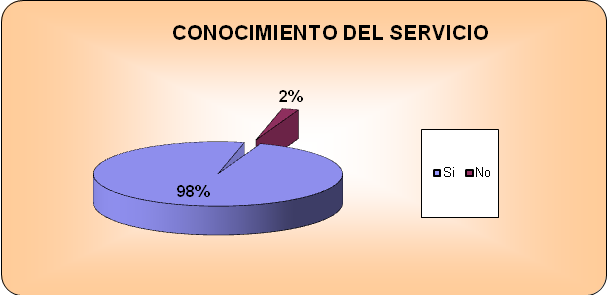 CONOCIMIENTO DEL SERVICIO
2%
98%
Si No